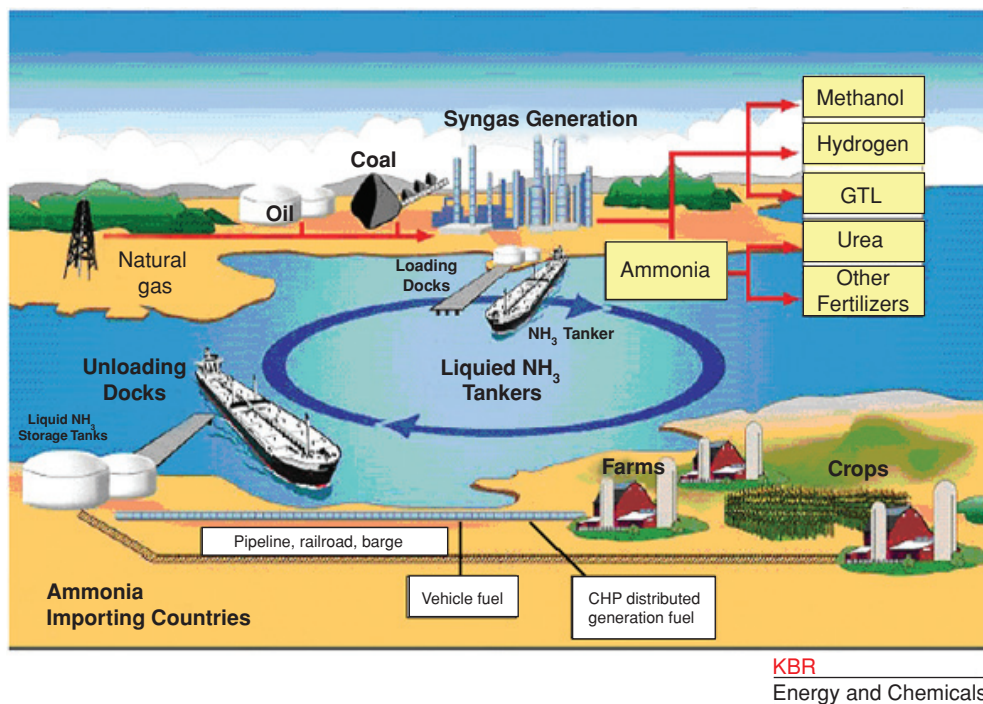 Methanol
Syngas Generation
Hydrogen
Coal
GTL
Oil
Urea
Natural
gas
Loading
Docks
Ammonia
Other
Fertilizers
NH3 Tanker
Unloading
Docks
Liquied NH3
Tankers
Liquid NH3
Storage Tanks
Farms
Crops
Pipeline, railroad, barge
Ammonia
Importing Countries
Vehicle fuel
CHP distributed
generation fuel
KBR
Energy and Chemicals